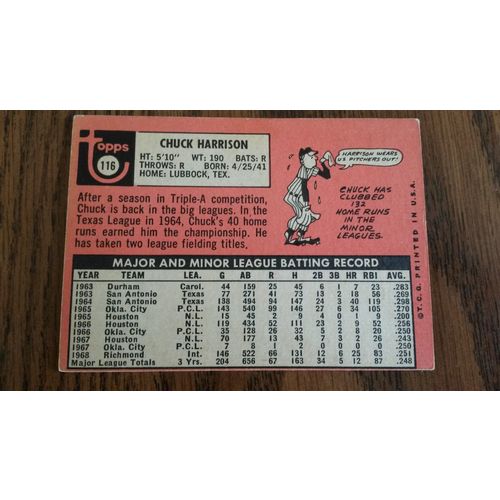 topps
116
CHUCK HARRISON
HT: 5'10" WT: 190 BATS: R
THROWS: R BORN: 4/25/41
HOME: LUBBOCK, TEX.
After a season in Triple-A competition,
Chuck is back in the big leagues. In the
Texas League in 1964, Chuck's 40 home
runs earned him the championship. He
has taken two league fielding titles.
HARRISON WEARS
US PITCHERS OUT!
CHUCK HAS
CLUBBED
132
HOME RUNS
IN THE
MINOR
LEAGUES.
MAJOR AND MINOR LEAGUE BATTING RECORD
YEAR TEAM LEA. G AB R H 2B 3B HR RBI AVG.
1963 Durham Carol. 44 159 25 45 6 1 7 23 .283
1963 San Antonio Texas 73 277 41 73 13 2 18 56 .269
1964 San Antonio Texas 138 494 94 147 24 3 40 119 .298
1965 Okla. City P.C.L. 143 540 99 146 27 6 34 105 .270
1965 Houston N.L. 15 45 2 9 4 0 1 9 .200
1966 Houston N.L. 119 434 52 111 23 2 9 52 .256
1966 Okla. City P.C.L. 35 128 26 32 5 2 8 20 .250
1967 Houston N.L. 70 177 13 43 7 3 2 26 .243
1967 Okla. City P.C.L. 7 8 1 2 0 0 0 0 .250
1968 Richmond Int. 146 522 66 131 12 6 25 83 .251
Major League Totals 3 Yrs. 204 656 67 163 34 5 12 87 .248
© T.C.G. PRINTED IN U.S.A.